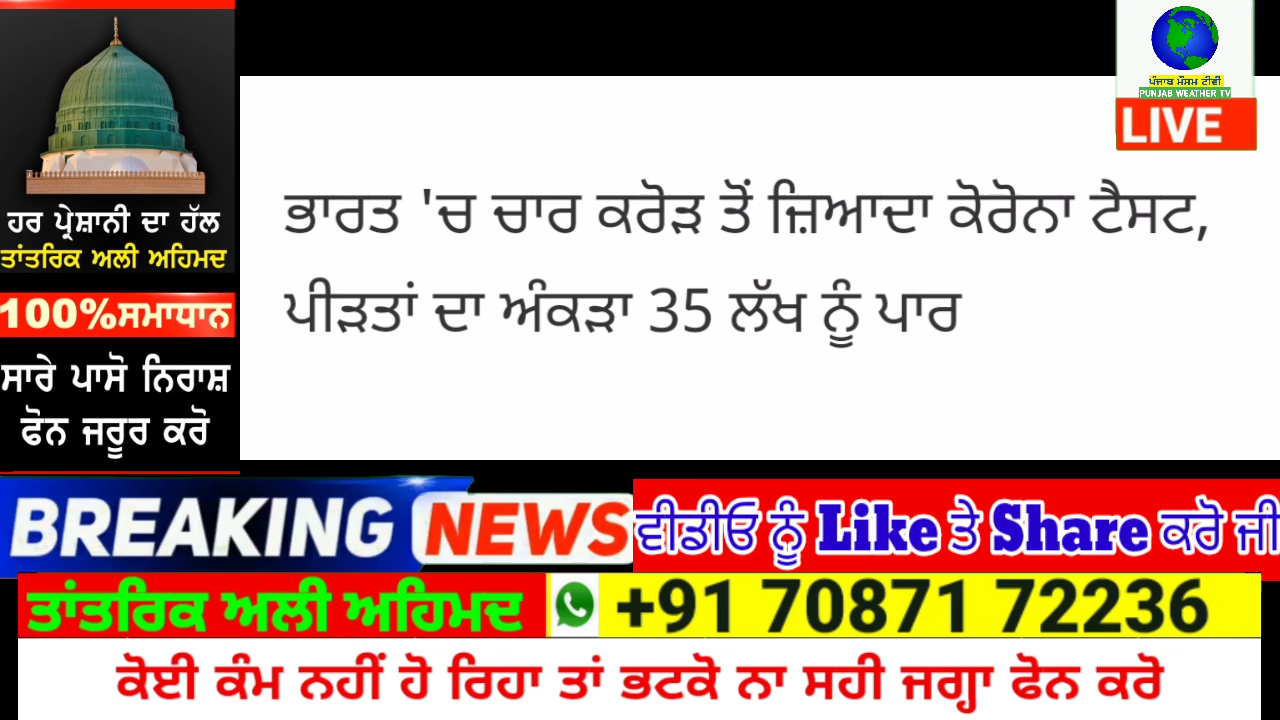 ਪੰਜਾਬ ਮੌਸਮ ਟੀਵੀ
PUNJAB WEATHER TV
LIVE
ਹਰ ਪ੍ਰੇਸ਼ਾਨੀ ਦਾ ਹੱਲ
ਤਾਂਤਰਿਕ ਅਲੀ ਅਹਿਮਦ
100%ਸਮਾਧਾਨ
ਸਾਰੇ ਪਾਸੋ ਨਿਰਾਸ਼
ਫੋਨ ਜਰੂਰ ਕਰੋ
ਭਾਰਤ 'ਚ ਚਾਰ ਕਰੋੜ ਤੋਂ ਜ਼ਿਆਦਾ ਕੋਰੋਨਾ ਟੈਸਟ,
ਪੀੜਤਾਂ ਦਾ ਅੰਕੜਾ 35 ਲੱਖ ਨੂੰ ਪਾਰ
BREAKING NEWS
ਵੀਡੀਓ ਨੂੰ Like ਤੇ Share ਕਰੋ ਜੀ
ਤਾਂਤਰਿਕ ਅਲੀ ਅਹਿਮਦ +91 70871 72236
ਕੋਈ ਕੰਮ ਨਹੀਂ ਹੋ ਰਿਹਾ ਤਾਂ ਭਟਕੋ ਨਾ ਸਹੀ ਜਗ੍ਹਾ ਫੋਨ ਕਰੋ